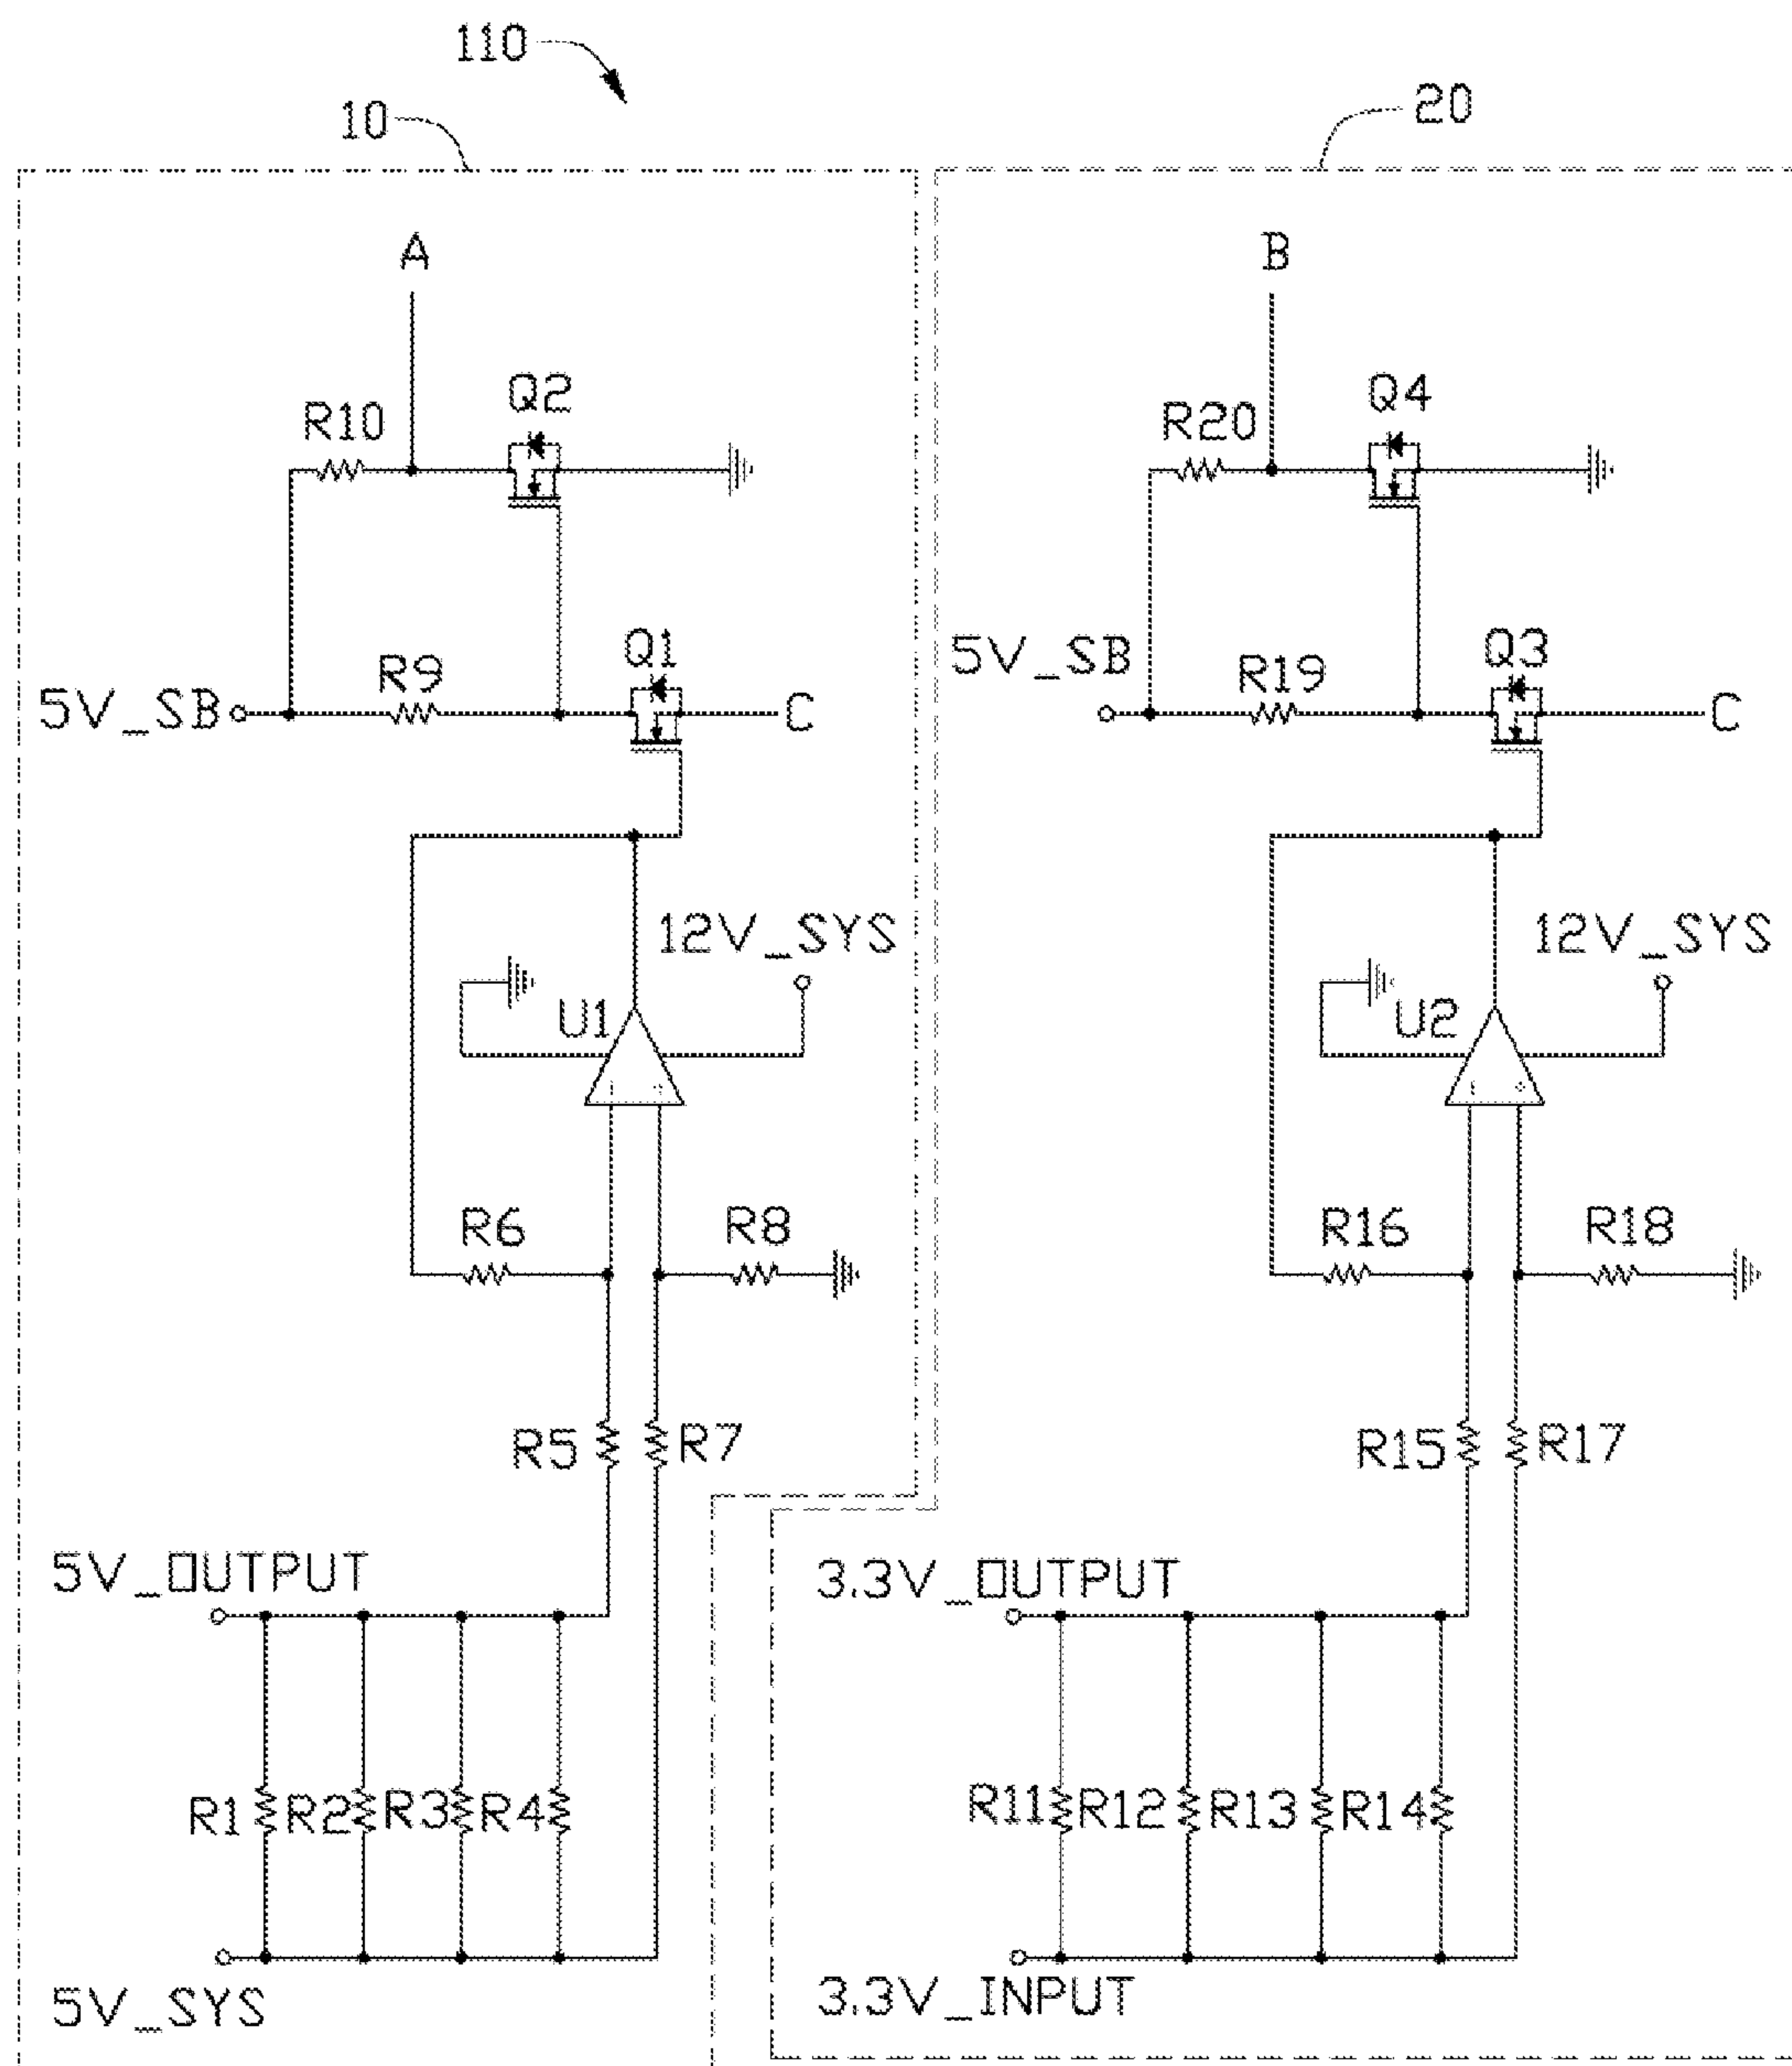 110
10
20
A
B
Q2
Q4
R10
R20
Q1
Q3
5V_SB
R9
C
5V_SB
R19
C
12V_SYS
12V_SYS
U1
U2
R6
R8
R16
R18
R5
R7
R15
R17
5V_OUTPUT
3.3V_OUTPUT
R1
R2
R3
R4
R11
R12
R13
R14
5V_SYS
3.3V_INPUT